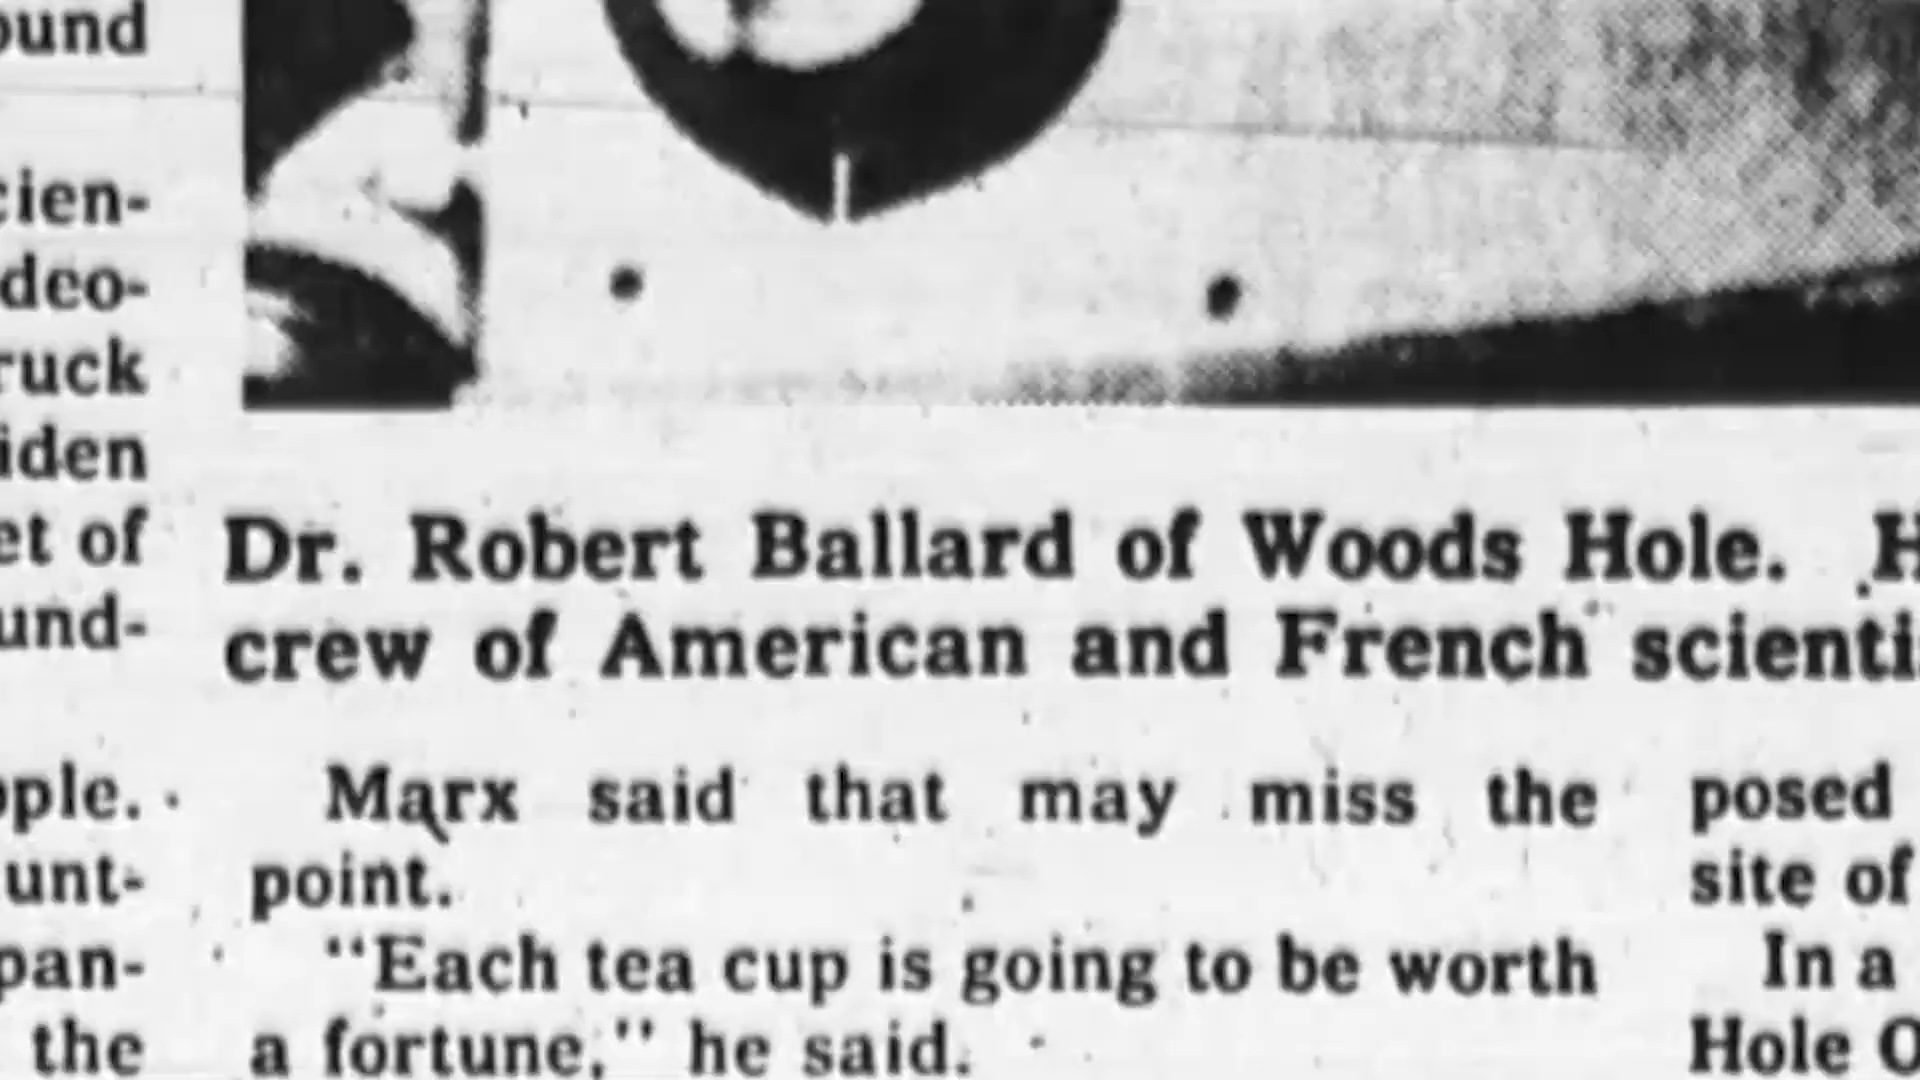 ound
cien-
deo-
ruck
iden
et of
und-
ple.
unt-
pan-
the
Dr. Robert Ballard of Woods Hole. H
crew of American and French scienti
Marx said that may miss the
point.
"Each tea cup is going to be worth
a fortune," he said.
posed
site of
In a
Hole O